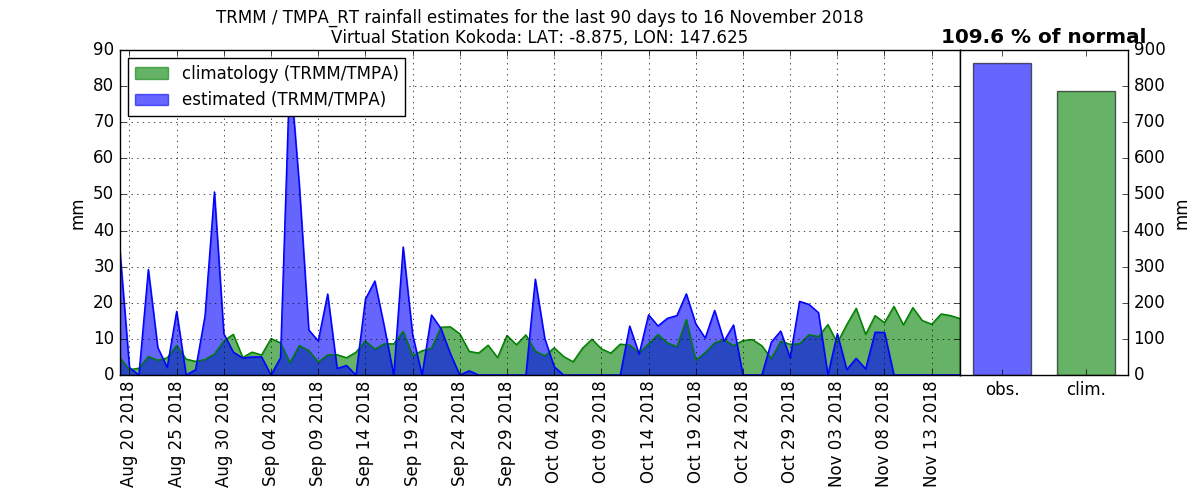 TRMM / TMPA_RT rainfall estimates for the last 90 days to 16 November 2018
Virtual Station Kokoda: LAT: -8.875, LON: 147.625
109.6 % of normal
climatology (TRMM/TMPA)
estimated (TRMM/TMPA)
90
80
70
60
50
40
30
20
10
0
mm
Aug 20 2018
Aug 25 2018
Aug 30 2018
Sep 04 2018
Sep 09 2018
Sep 14 2018
Sep 19 2018
Sep 24 2018
Sep 29 2018
Oct 04 2018
Oct 09 2018
Oct 14 2018
Oct 19 2018
Oct 24 2018
Oct 29 2018
Nov 03 2018
Nov 08 2018
Nov 13 2018
obs.
clim.
900
800
700
600
500
400
300
200
100
0
mm